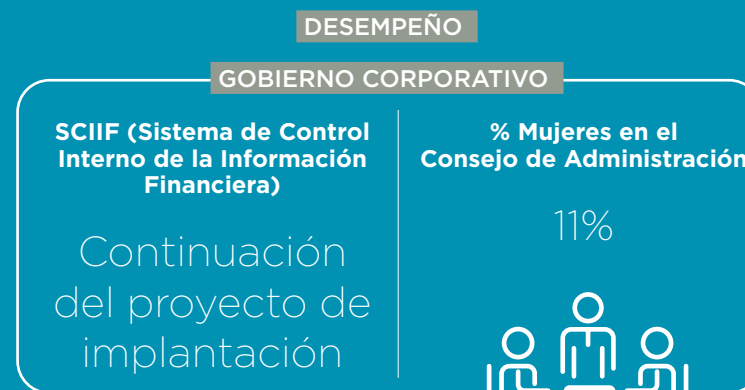 DESEMPEÑO
GOBIERNO CORPORATIVO
SCIIF (Sistema de Control
Interno de la Información
Financiera)
Continuación
del proyecto de
implantación
% Mujeres en el
Consejo de Administración
11%